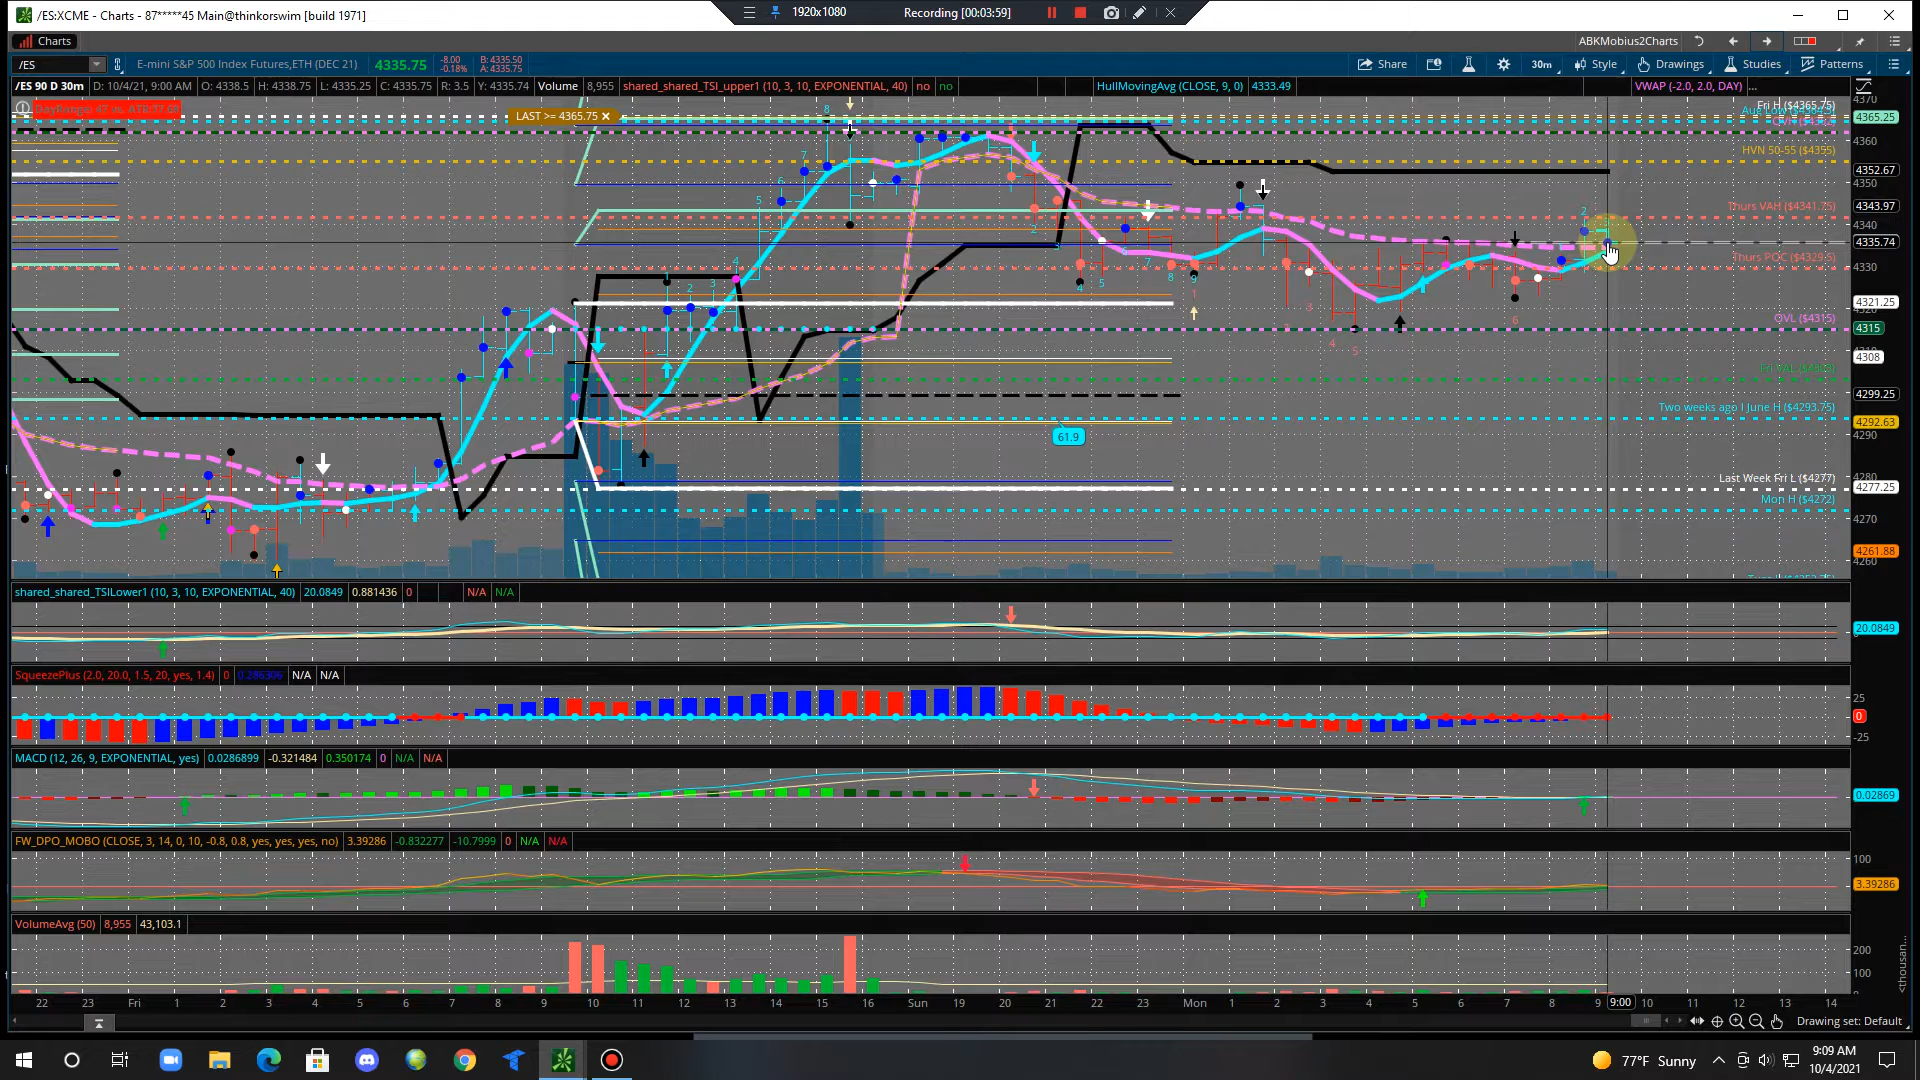 /ES:XCME - Charts - 87*****45 Main@thinkorswim [build 1971]
1920x1080
Recording [00:03:59]
Charts
ABKMobius2Charts
/ES
E-mini S&P 500 Index Futures,ETH (DEC 21)
4335.75
-8.00
-0.18%
B: 4335.50
A: 4335.75
Share
30m
Style
Drawings
Studies
Patterns
/ES 90 D 30m
D: 10/4/21, 9:00 AM
O: 4338.5
H: 4338.75
L: 4335.25
C: 4335.75
R: 3.5
Y: 4335.74
Volume
8,955
shared_shared_TSI_upper1 (10, 3, 10, EXPONENTIAL, 40)
no
no
HullMovingAvg (CLOSE, 9, 0)
4333.49
VWAP (-2.0, 2.0, DAY)
...
LAST >= 4365.75
Fri H ($4365.75)
HVN 50-55 ($4355)
Thurs VAH ($4341.75)
Thurs POC ($4329.5)
OVL ($4315)
Two weeks ago l June H ($4293.75)
Last Week Fri L ($4277)
Mon H ($4272)
61.9
4370
4365.25
4360
4352.67
4350
4343.97
4340
4335.74
4330
4321.25
4315
4308
4299.25
4292.63
4290
4280
4277.25
4270
4261.88
4260
shared_shared_TSILower1 (10, 3, 10, EXPONENTIAL, 40)
20.0849
0.881436
0
N/A
N/A
20.0849
SqueezePlus (2.0, 20.0, 1.5, 20, yes, 1.4)
0
0.286306
N/A
N/A
25
0
-25
MACD (12, 26, 9, EXPONENTIAL, yes)
0.0286899
-0.321484
0.350174
0
N/A
N/A
0.02869
FW_DPO_MOBO (CLOSE, 3, 14, 0, 10, -0.8, 0.8, yes, yes, yes, no)
3.39286
-0.832277
-10.7999
0
N/A
N/A
100
3.39286
VolumeAvg (50)
8,955
43,103.1
200
100
<thousan...
22 23 Fri 1 2 3 4 5 6 7 8 9 10 11 12 13 14 15 16 Sun 19 20 21 22 23 Mon 1 2 3 4 5 6 7 8 9 9:00 10 11 12 13 14
Drawing set: Default
77°F Sunny
9:09 AM
10/4/2021